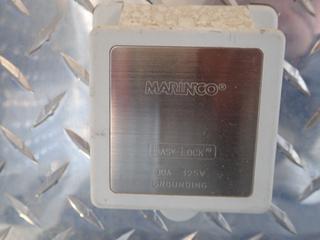 MARINCO®
EASY LOCK™
30A 125V
GROUNDING